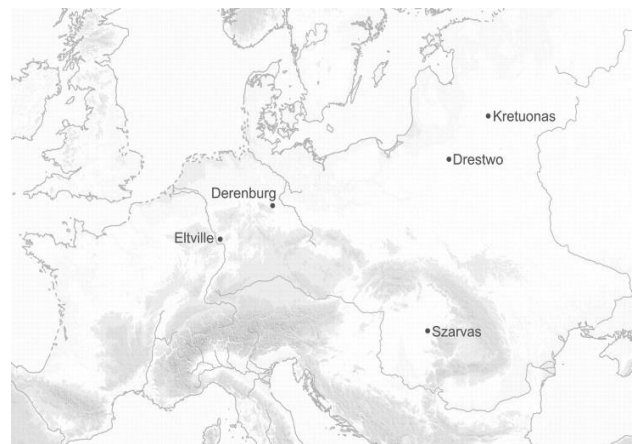 Kretuonas
Drestwo
Derenburg
Eltville
Szarvas